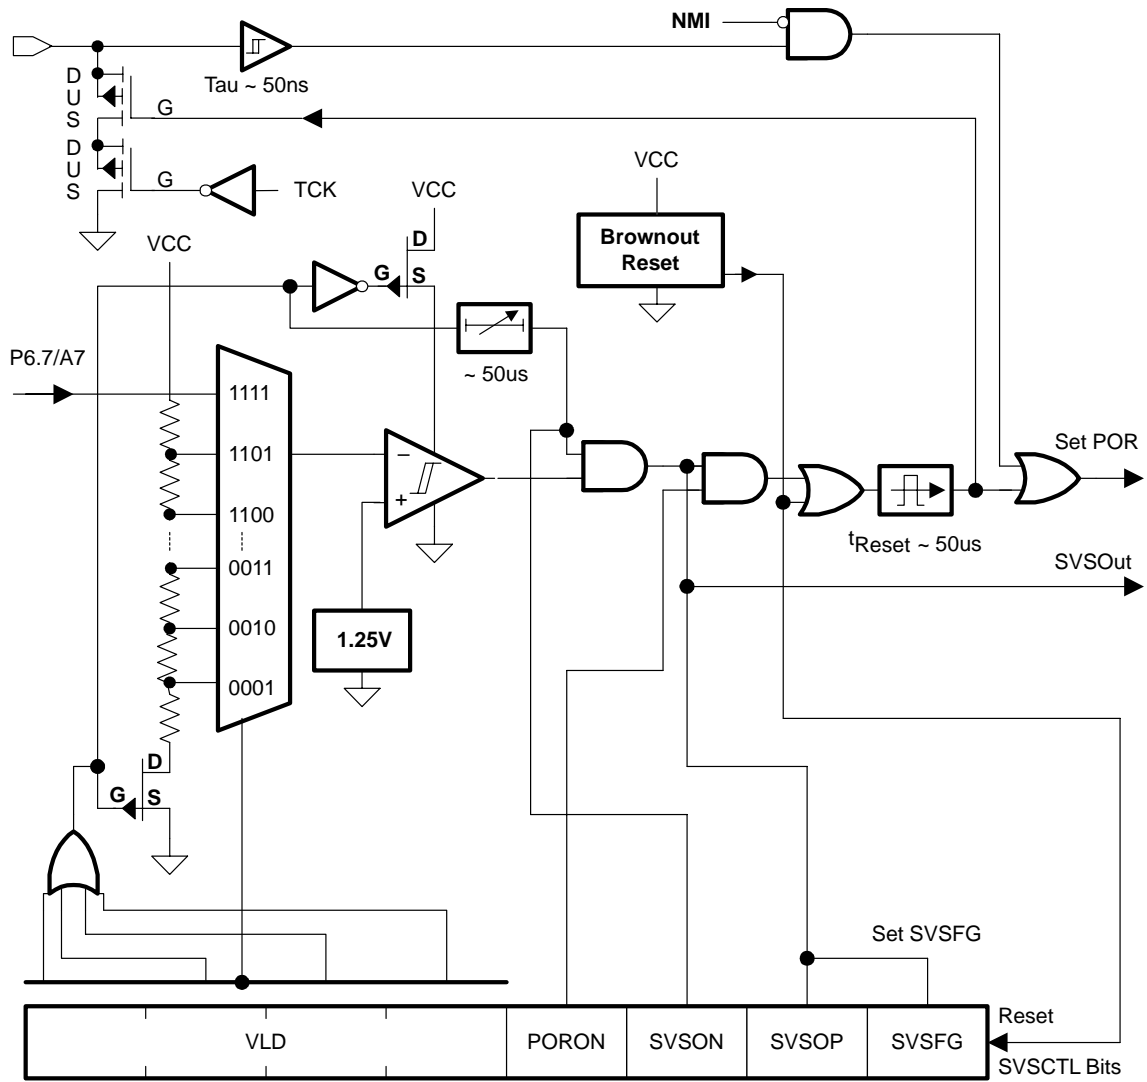 NMI
Tau ~ 50ns
D
U
S
G
D
U
S
G
TCK
VCC
VCC
VCC
Brownout
Reset
D
G
S
~ 50us
P6.7/A7
1111
1101
1100
0011
0010
0001
−
+
1.25V
Set POR
tReset ~ 50us
SVSOut
D
G
S
Set SVSFG
VLD
PORON
SVSON
SVSOP
SVSFG
Reset
SVSCTL Bits